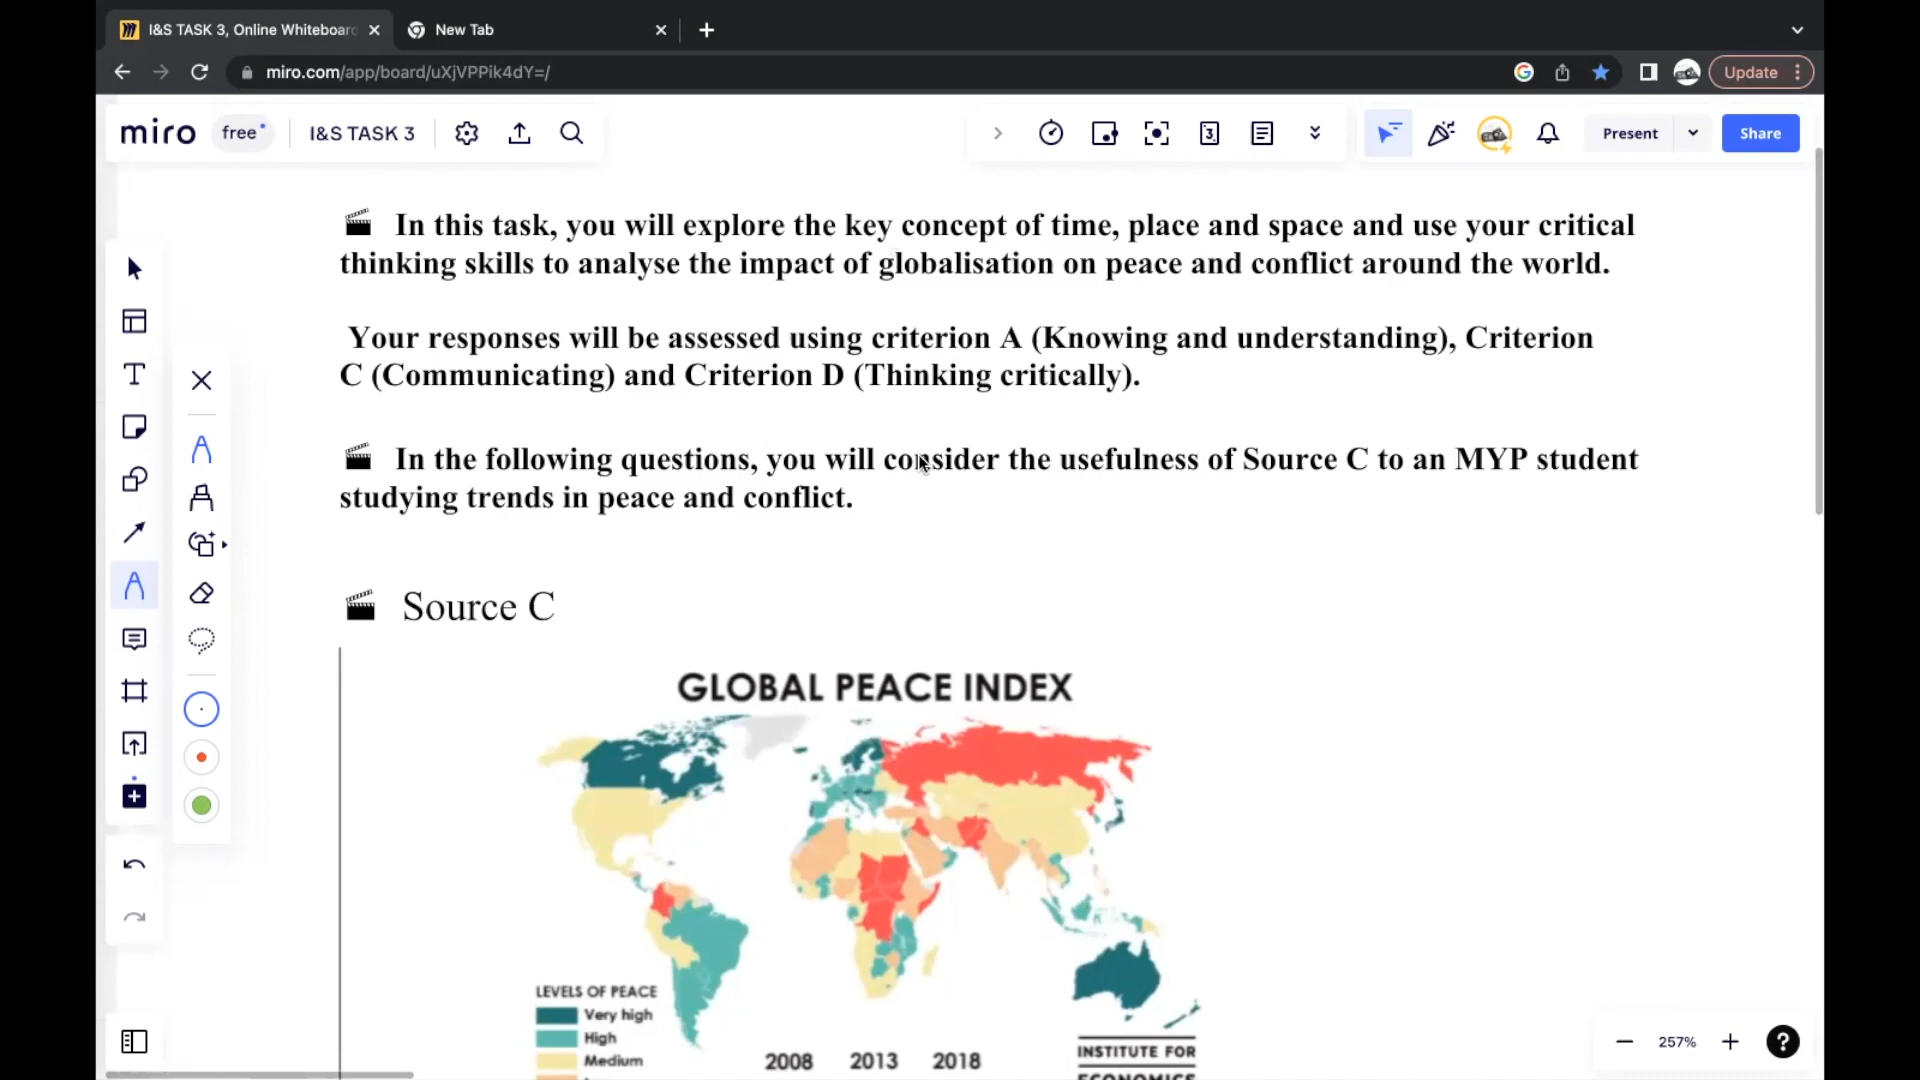 I&S TASK 3, Online Whiteboard
New Tab
miro.com/app/board/uXjVPPik4dY=/
Update
miro
free
I&S TASK 3
3
Present
Share
In this task, you will explore the key concept of time, place and space and use your critical
thinking skills to analyse the impact of globalisation on peace and conflict around the world.
Your responses will be assessed using criterion A (Knowing and understanding), Criterion
C (Communicating) and Criterion D (Thinking critically).
In the following questions, you will consider the usefulness of Source C to an MYP student
studying trends in peace and conflict.
Source C
GLOBAL PEACE INDEX
LEVELS OF PEACE
Very high
High
Medium
2008 2013 2018
INSTITUTE FOR
ECONOMICS
257%